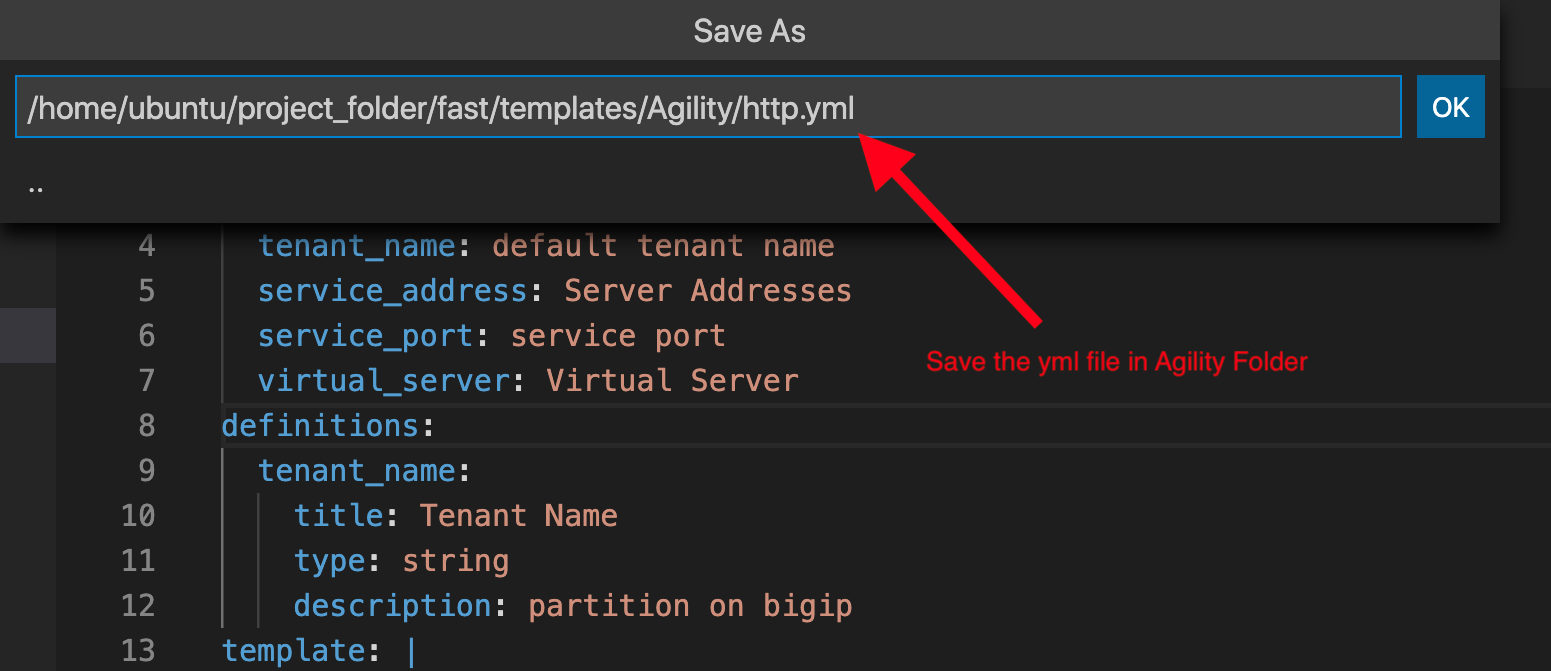 Save As
/home/ubuntu/project_folder/fast/templates/Agility/http.yml
OK
..
4 tenant_name: default tenant name
5 service_address: Server Addresses
6 service_port: service port
7 virtual_server: Virtual Server
Save the yml file in Agility Folder
8 definitions:
9 tenant_name:
10 title: Tenant Name
11 type: string
12 description: partition on bigip
13 template: |